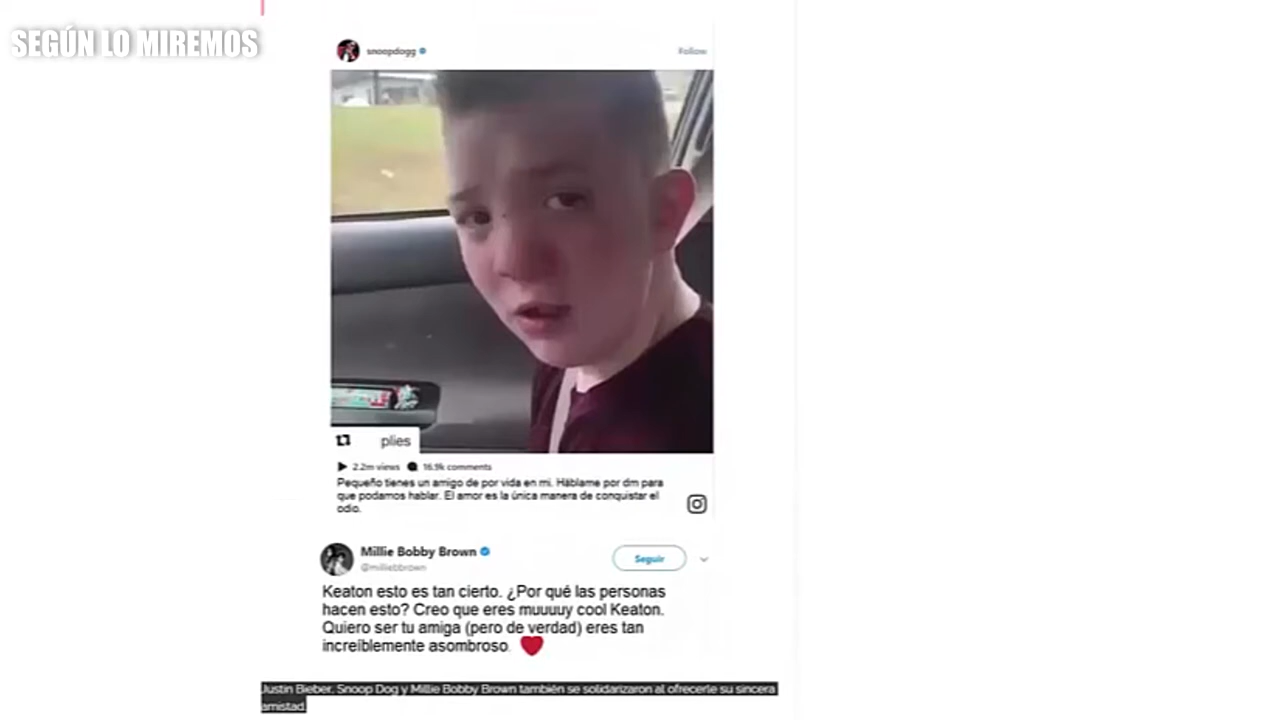 SEGÚN LO MIREMOS
snoopdogg
Follow
plies
2.2m views 16.9k comments
Pequeño tienes un amigo de por vida en mi. Háblame por dm para
que podamos hablar. El amor es la única manera de conquistar el
odio.
Millie Bobby Brown
@milliebbrown
Seguir
Keaton esto es tan cierto. ¿Por qué las personas
hacen esto? Creo que eres muuuuy cool Keaton.
Quiero ser tu amiga (pero de verdad) eres tan
increíblemente asombroso.
Justin Bieber, Snoop Dog y Millie Bobby Brown también se solidarizaron al ofrecerle su sincera
amistad